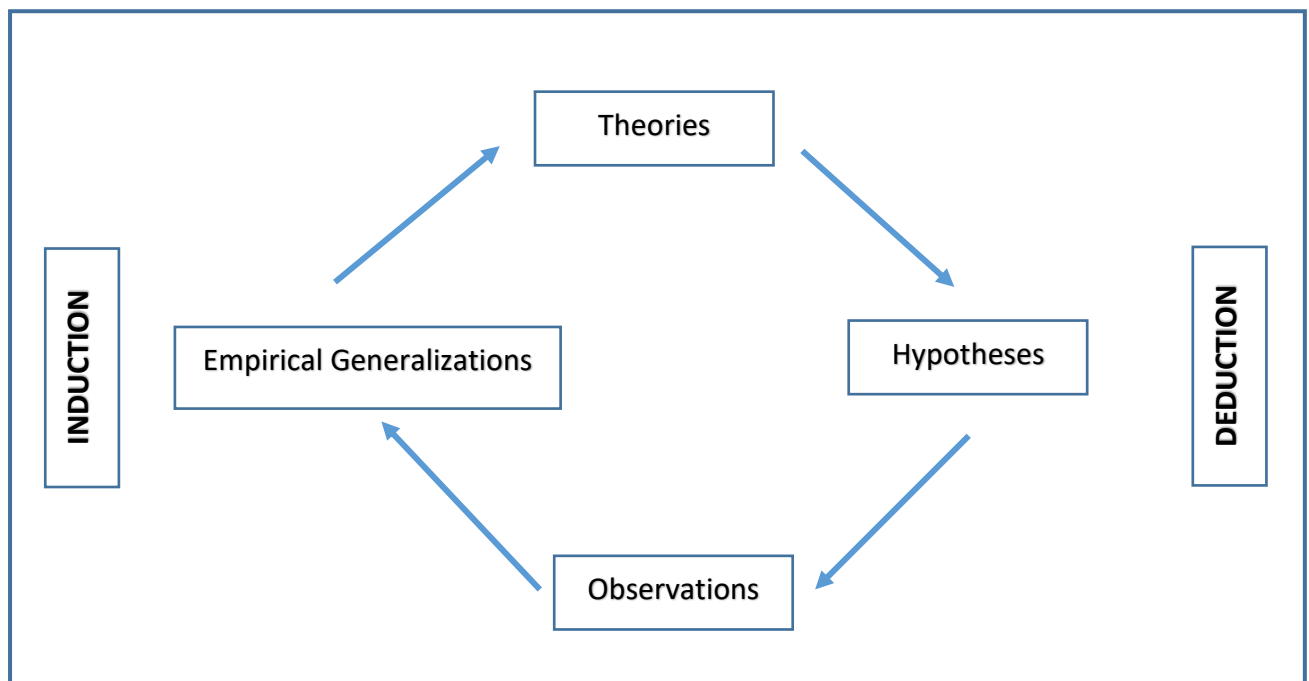 Theories
INDUCTION
Empirical Generalizations
Hypotheses
DEDUCTION
Observations